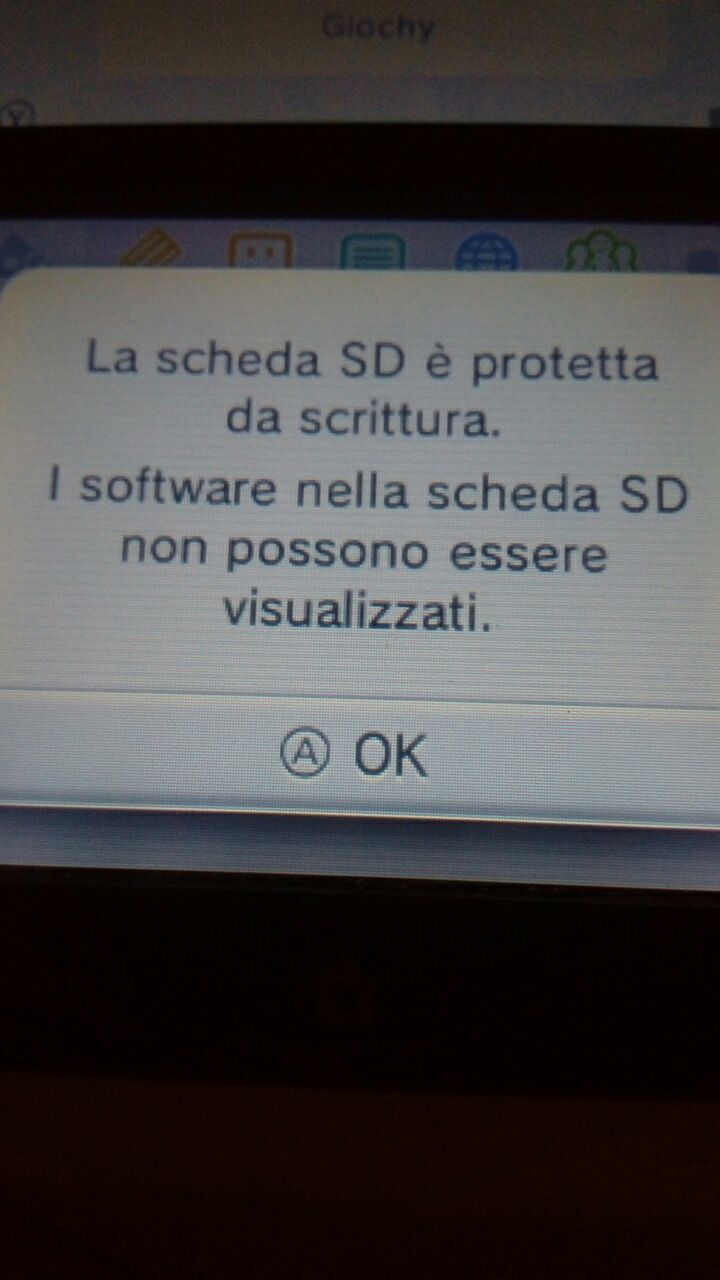 Giochy
Y
La scheda SD è protetta
da scrittura.
I software nella scheda SD
non possono essere
visualizzati.
A OK